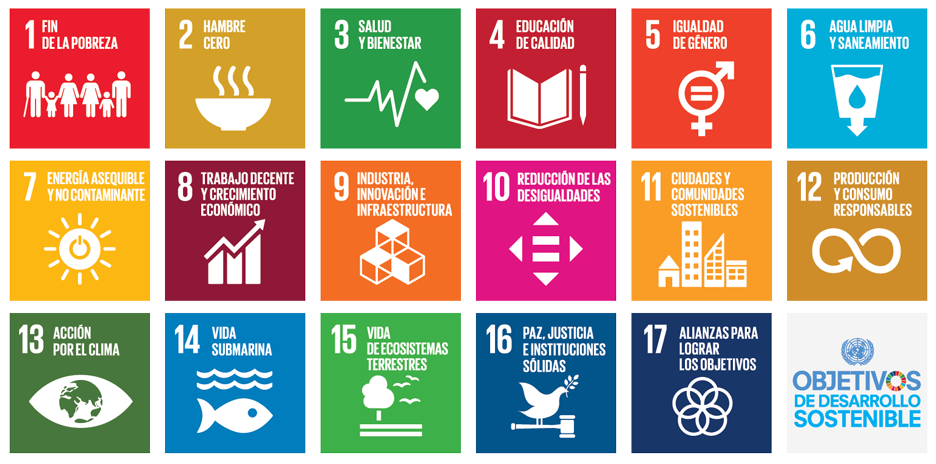 1 FIN
DE LA POBREZA
2 HAMBRE
CERO
3 SALUD
Y BIENESTAR
4 EDUCACIÓN
DE CALIDAD
5 IGUALDAD
DE GÉNERO
6 AGUA LIMPIA
Y SANEAMIENTO
7 ENERGÍA ASEQUIBLE
Y NO CONTAMINANTE
8 TRABAJO DECENTE
Y CRECIMIENTO
ECONÓMICO
9 INDUSTRIA,
INNOVACIÓN E
INFRAESTRUCTURA
10 REDUCCIÓN DE LAS
DESIGUALDADES
11 CIUDADES Y
COMUNIDADES
SOSTENIBLES
12 PRODUCCIÓN
Y CONSUMO
RESPONSABLES
13 ACCIÓN
POR EL CLIMA
14 VIDA
SUBMARINA
15 VIDA
DE ECOSISTEMAS
TERRESTRES
16 PAZ, JUSTICIA
E INSTITUCIONES
SÓLIDAS
17 ALIANZAS PARA
LOGRAR
LOS OBJETIVOS
OBJETIVOS
DE DESARROLLO
SOSTENIBLE